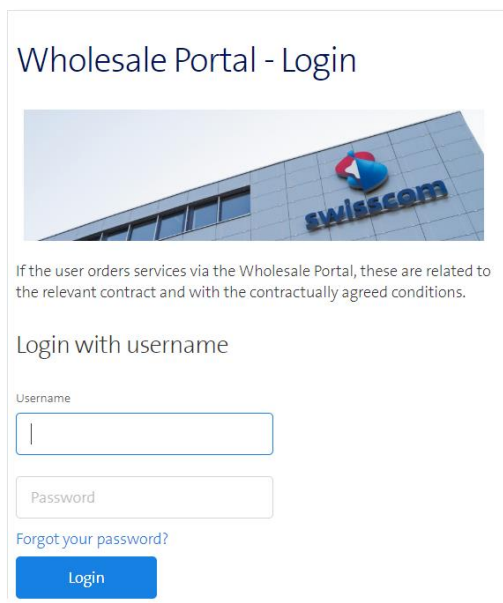 Wholesale Portal - Login
swisscom
If the user orders services via the Wholesale Portal, these are related to
the relevant contract and with the contractually agreed conditions.
Login with username
Username
Password
Forgot your password?
Login